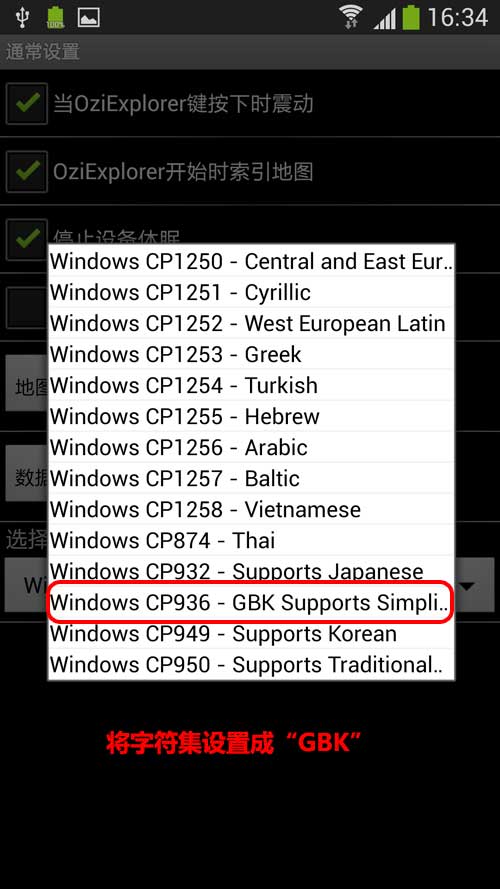 100%
16:34
通常设置
当OziExplorer键按下时震动
OziExplorer开始时索引地图
停止设备休眠
Windows CP1250 - Central and East Eur..
Windows CP1251 - Cyrillic
Windows CP1252 - West European Latin
Windows CP1253 - Greek
地图
Windows CP1254 - Turkish
Windows CP1255 - Hebrew
Windows CP1256 - Arabic
Windows CP1257 - Baltic
数据
Windows CP1258 - Vietnamese
Windows CP874 - Thai
选择
Windows CP932 - Supports Japanese
Wi
Windows CP936 - GBK Supports Simpli..
Windows CP949 - Supports Korean
Windows CP950 - Supports Traditional..
将字符集设置成“GBK”